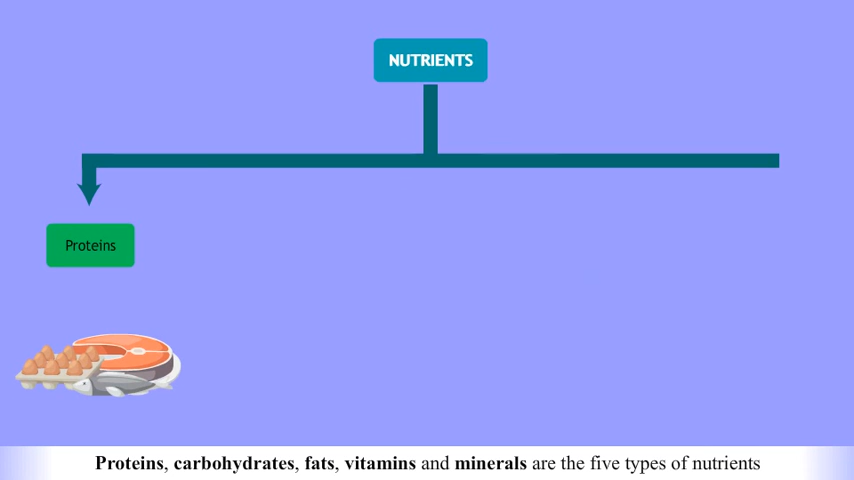 NUTRIENTS
Proteins
Proteins, carbohydrates, fats, vitamins and minerals are the five types of nutrients